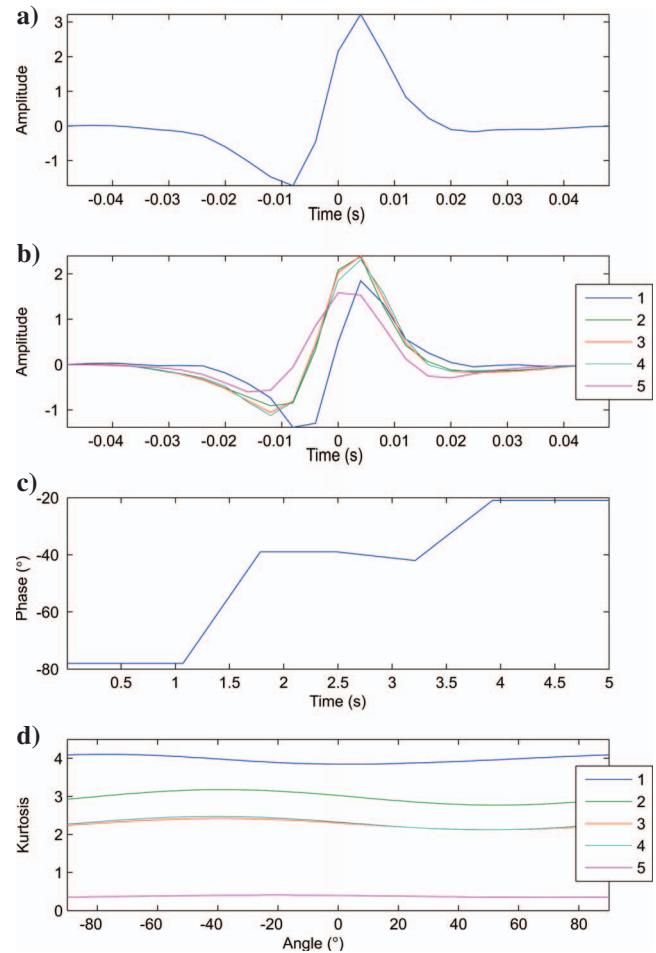 a)
Amplitude
3
2
1
0
-1
-0.04 -0.03 -0.02 -0.01 0 0.01 0.02 0.03 0.04
Time (s)
b)
Amplitude
2
1
0
-1
-0.04 -0.03 -0.02 -0.01 0 0.01 0.02 0.03 0.04
Time (s)
1
2
3
4
5
c)
Phase (°)
-20
-40
-60
-80
0.5 1 1.5 2 2.5 3 3.5 4 4.5 5
Time (s)
d)
Kurtosis
4
3
2
1
0
-80 -60 -40 -20 0 20 40 60 80
Angle (°)
1
2
3
4
5